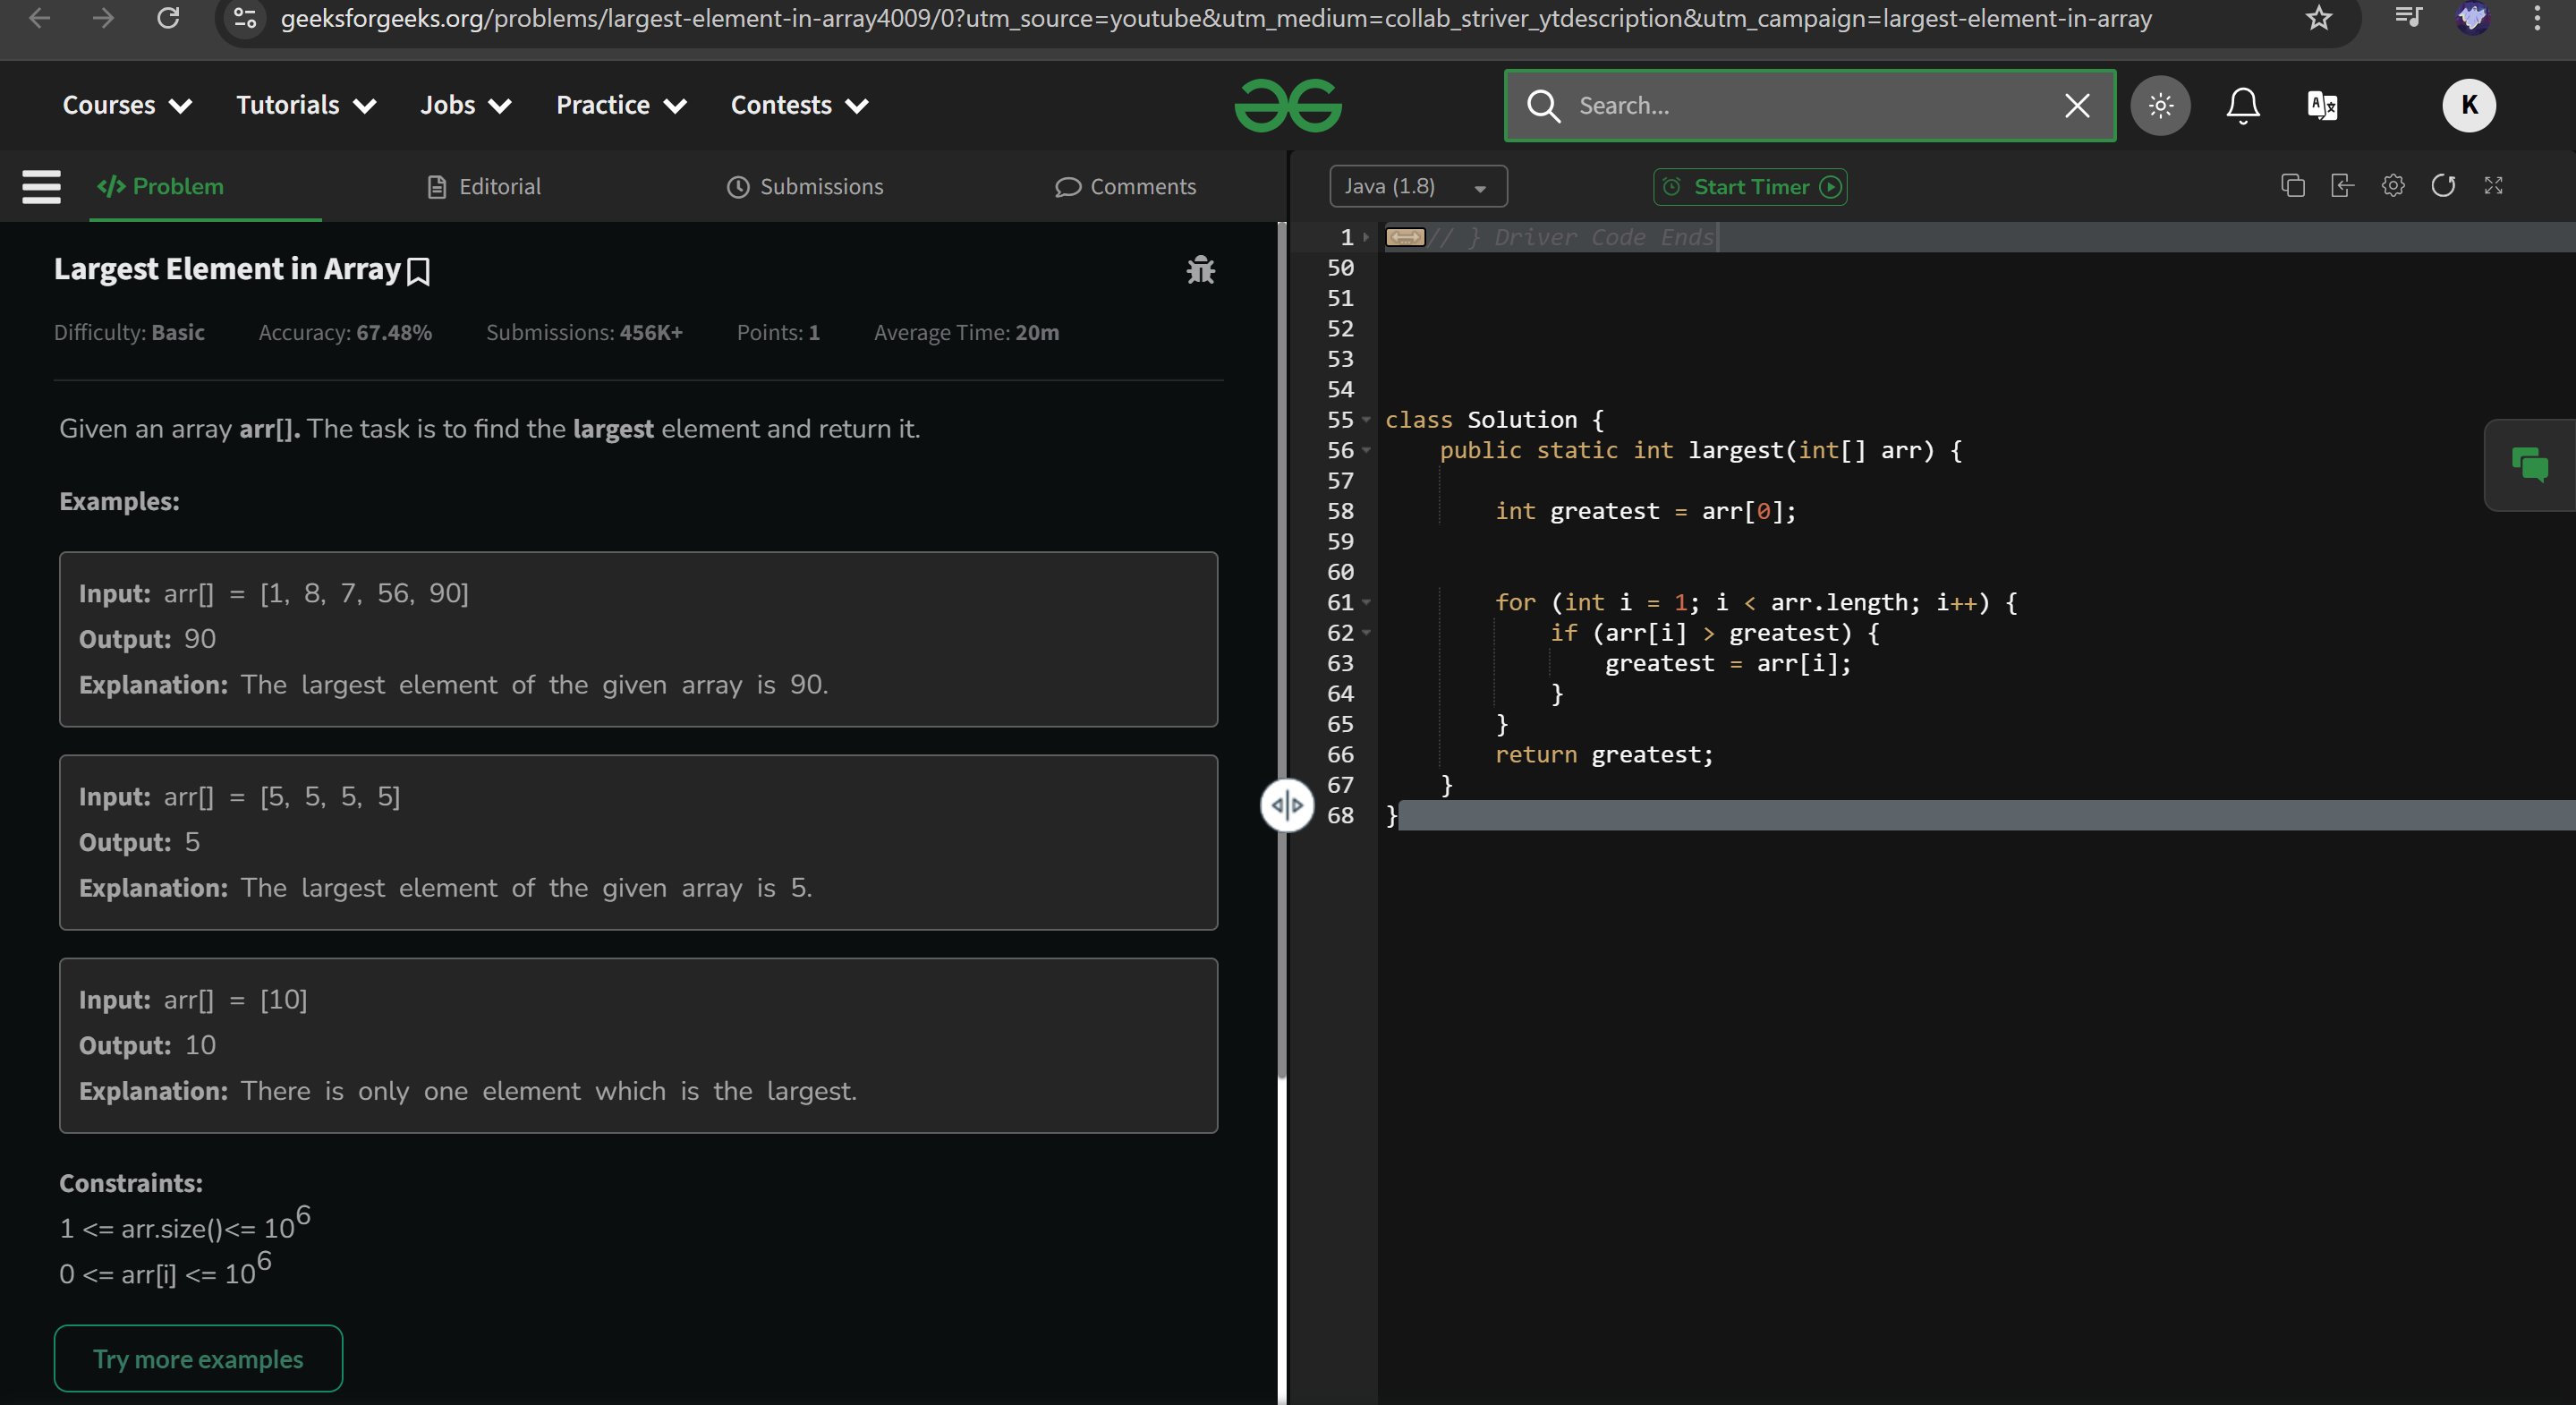 geeksforgeeks.org/problems/largest-element-in-array4009/0?utm_source=youtube&utm_medium=collab_striver_ytdescription&utm_campaign=largest-element-in-array
Courses Tutorials Jobs Practice Contests
Search...
K
Problem Editorial Submissions Comments
Largest Element in Array
Difficulty: Basic Accuracy: 67.48% Submissions: 456K+ Points: 1 Average Time: 20m
Given an array arr[]. The task is to find the largest element and return it.
Examples:
Input: arr[] = [1, 8, 7, 56, 90]
Output: 90
Explanation: The largest element of the given array is 90.
Input: arr[] = [5, 5, 5, 5]
Output: 5
Explanation: The largest element of the given array is 5.
Input: arr[] = [10]
Output: 10
Explanation: There is only one element which is the largest.
Constraints:
1 <= arr.size()<= 10^6
0 <= arr[i] <= 10^6
Try more examples
Java (1.8) Start Timer
1 // } Driver Code Ends
50
51
52
53
54
55 class Solution {
56 public static int largest(int[] arr) {
57
58 int greatest = arr[0];
59
60
61 for (int i = 1; i < arr.length; i++) {
62 if (arr[i] > greatest) {
63 greatest = arr[i];
64 }
65 }
66 return greatest;
67 }
68 }